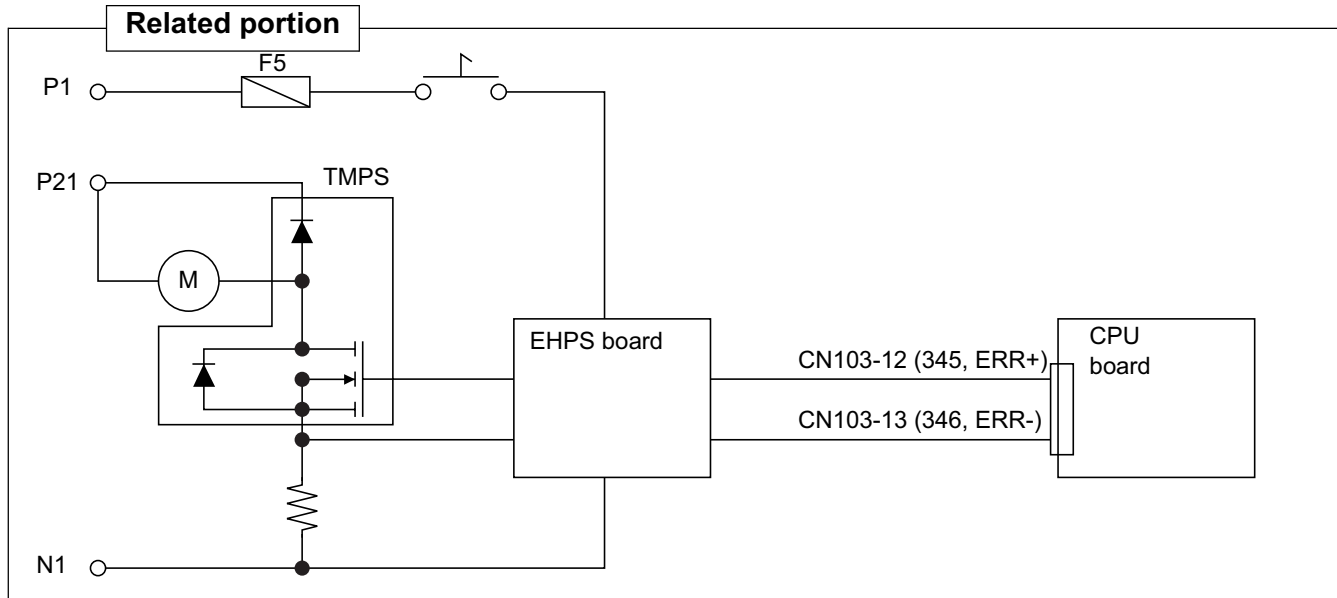 Related portion
F5
P1
P21
TMPS
M
EHPS board
CN103-12 (345, ERR+)
CPU
board
CN103-13 (346, ERR-)
N1